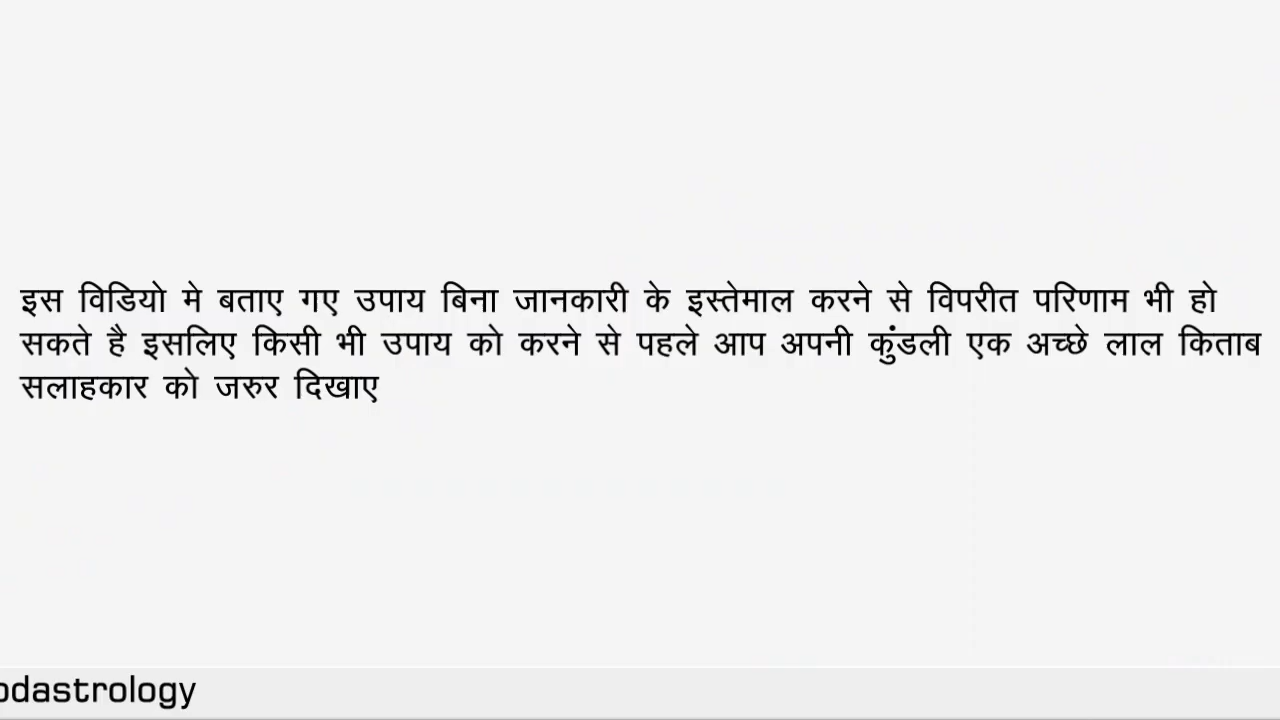 इस विडियो मे बताए गए उपाय बिना जानकारी के इस्तेमाल करने से विपरीत परिणाम भी हो
सकते है इसलिए किसी भी उपाय को करने से पहले आप अपनी कुंडली एक अच्छे लाल किताब
सलाहकार को जरुर दिखाए
odastrology